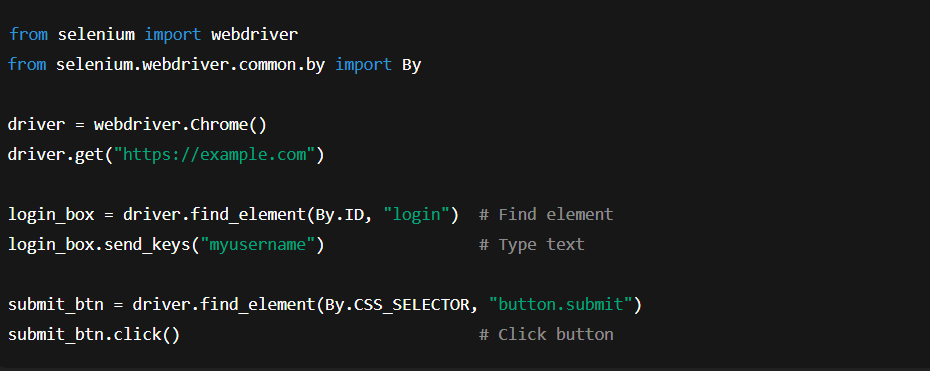 from selenium import webdriver
from selenium.webdriver.common.by import By
driver = webdriver.Chrome()
driver.get("https://example.com")
login_box = driver.find_element(By.ID, "login")  # Find element
login_box.send_keys("myusername")                # Type text
submit_btn = driver.find_element(By.CSS_SELECTOR, "button.submit")
submit_btn.click()                               # Click button